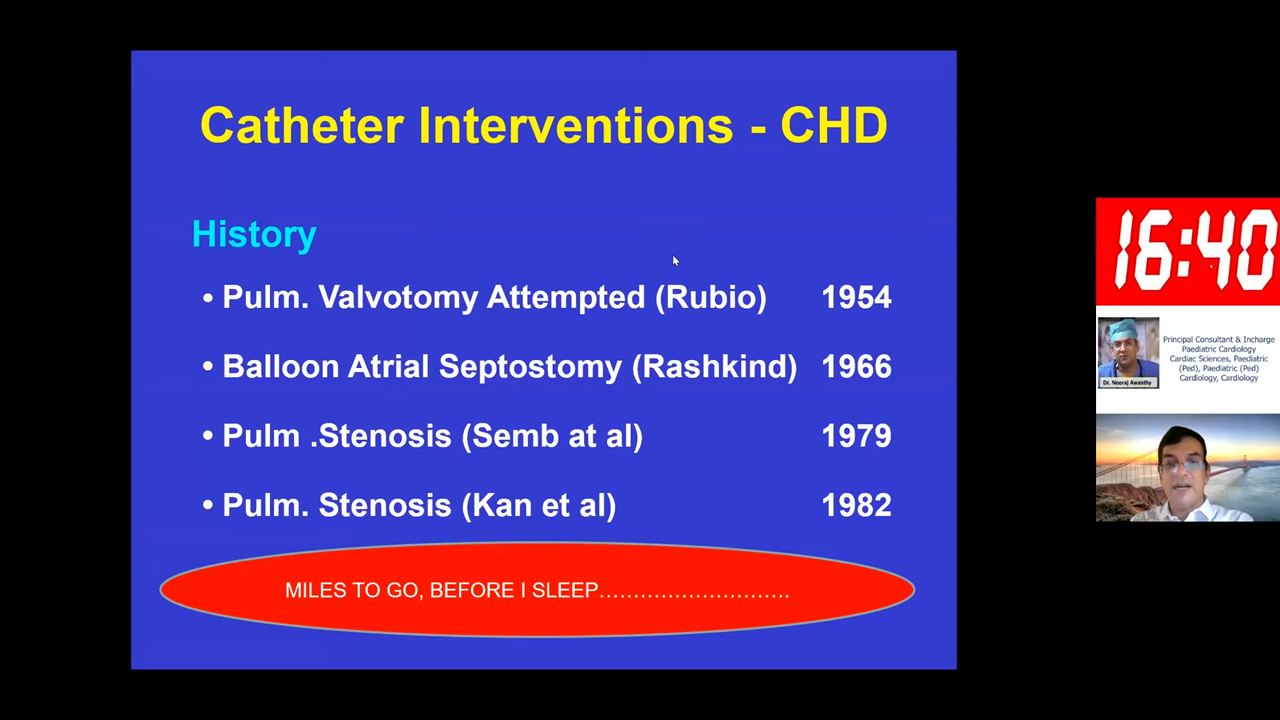 Catheter Interventions - CHD
History
• Pulm. Valvotomy Attempted (Rubio) 1954
• Balloon Atrial Septostomy (Rashkind) 1966
• Pulm .Stenosis (Semb at al) 1979
• Pulm. Stenosis (Kan et al) 1982
MILES TO GO, BEFORE I SLEEP............................
16:40
Principal Consultant & Incharge
Paediatric Cardiology
Cardiac Sciences, Paediatric
(Ped), Paediatric (Ped)
Cardiology, Cardiology
Dr. Neeraj Awasthy